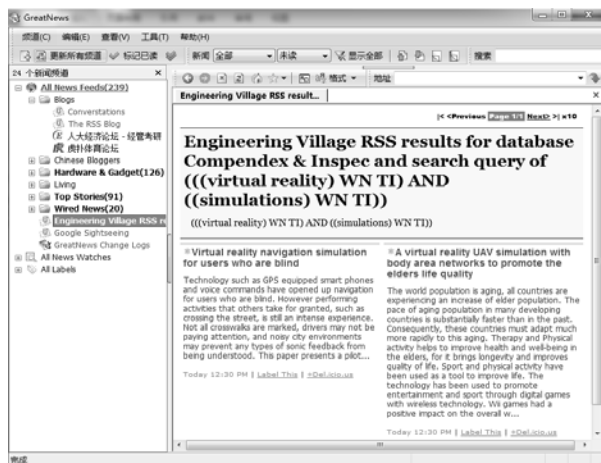 GreatNews
频道(C) 编辑(E) 查看(V) 工具(T) 帮助(H)
更新所有频道 标记已读 新闻 全部 未读 显示全部 搜索
24 个新闻频道 格式 地址
All News Feeds(239)
Blogs
Converstations
The RSS Blog
人大经济论坛 - 经管考研
虎扑体育论坛
Chinese Bloggers
Hardware & Gadget(126)
Living
Top Stories(91)
Wired News(20)
Engineering Village RSS re
Google Sightseeing
GreatNews Change Logs
All News Watches
All Labels
Engineering Village RSS result...
|< <Previous Page 1/1 Next> >| x10
Engineering Village RSS results for database
Compendex & Inspec and search query of
(((virtual reality) WN TI) AND
((simulations) WN TI))
(((virtual reality) WN TI) AND ((simulations) WN TI))
Virtual reality navigation simulation
for users who are blind
Technology such as GPS equipped smart phones
and voice commands have opened up navigation
for users who are blind. However performing
activities that others take for granted, such as
crossing the street, is still an intense experience.
Not all crosswalks are marked, drivers may not be
paying attention, and noisy city environments
may prevent any types of sonic feedback from
being understood. This paper presents a pilot...
Today 12:30 PM | Label This | +Del.icio.us
A virtual reality UAV simulation with
body area networks to promote the
elders life quality
The world population is aging, all countries are
experiencing an increase of elder population. The
pace of aging population in many developing
countries is substantially faster than in the past.
Consequently, these countries must adapt much
more rapidly to this aging. Therapy and Physical
activity helps to improve health and well-being in
the elders, for it brings longevity and improves
quality of life. Sport and physical activity have
been used as a tool to improve life. The
technology has been used to promote
entertainment and sport through digital games
with wireless technology. Wii games had a
positive impact on the overall w...
Today 12:30 PM | Label This | +Del.icio.us
完成